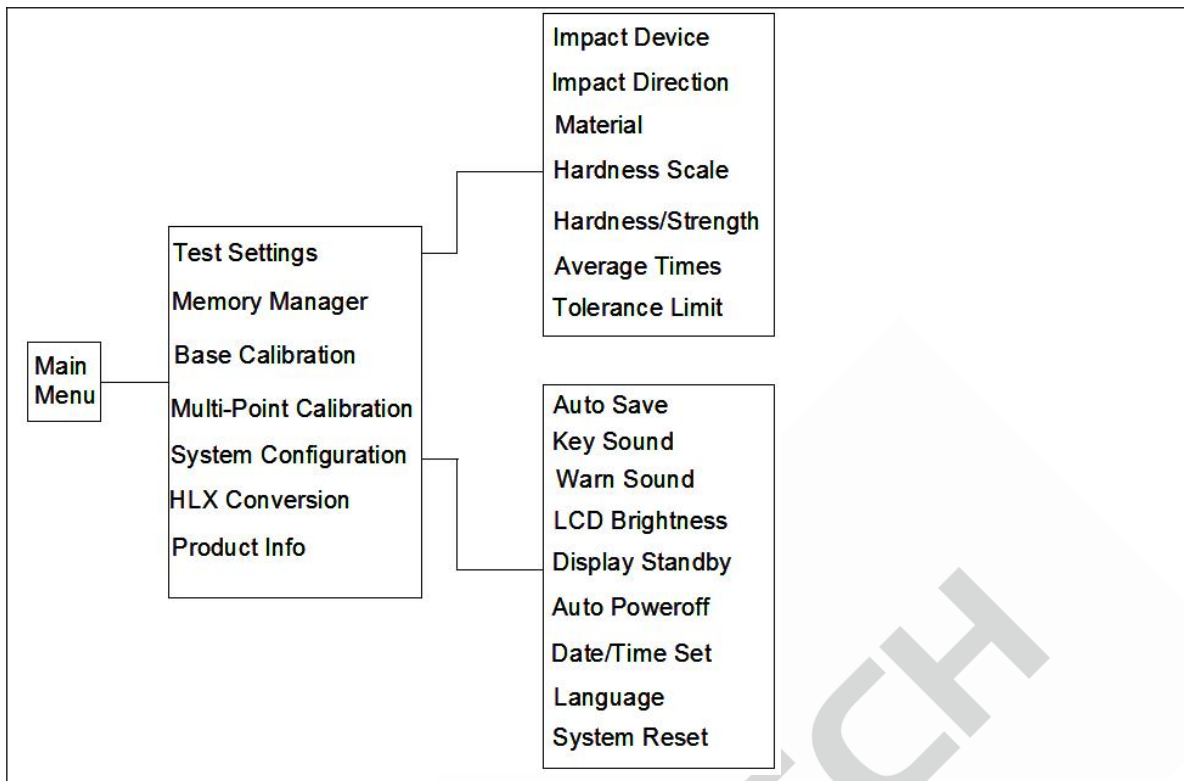 Main
Menu
Test Settings
Memory Manager
Base Calibration
Multi-Point Calibration
System Configuration
HLX Conversion
Product Info
Impact Device
Impact Direction
Material
Hardness Scale
Hardness/Strength
Average Times
Tolerance Limit
Auto Save
Key Sound
Warn Sound
LCD Brightness
Display Standby
Auto Poweroff
Date/Time Set
Language
System Reset